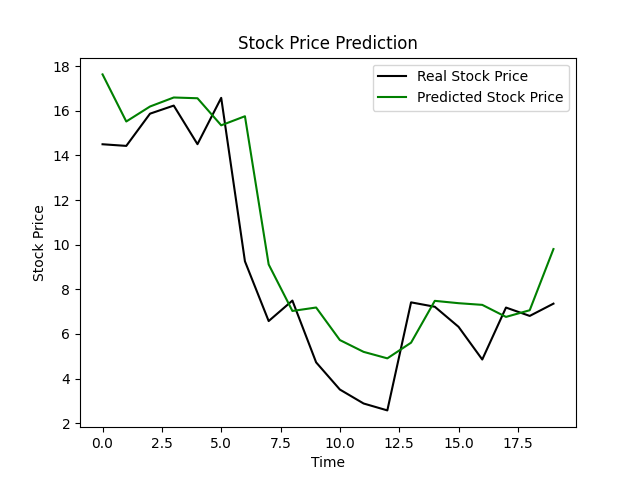 Stock Price Prediction
Real Stock Price
Predicted Stock Price
Stock Price
18
16
14
12
10
8
6
4
2
0.0 2.5 5.0 7.5 10.0 12.5 15.0 17.5
Time